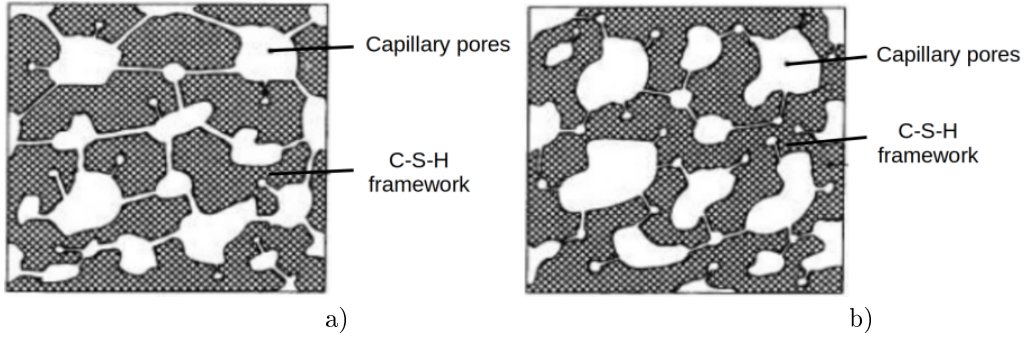 Capillary pores
C-S-H
framework
a)
Capillary pores
C-S-H
framework
b)